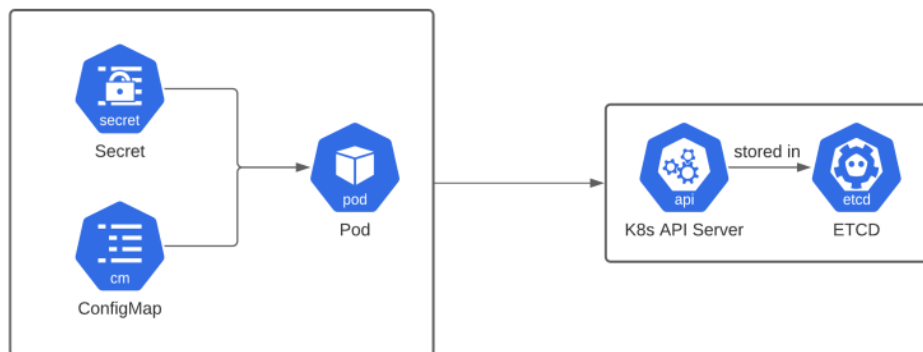 secret
Secret
pod
Pod
cm
ConfigMap
stored in
api
etcd
K8s API Server
ETCD